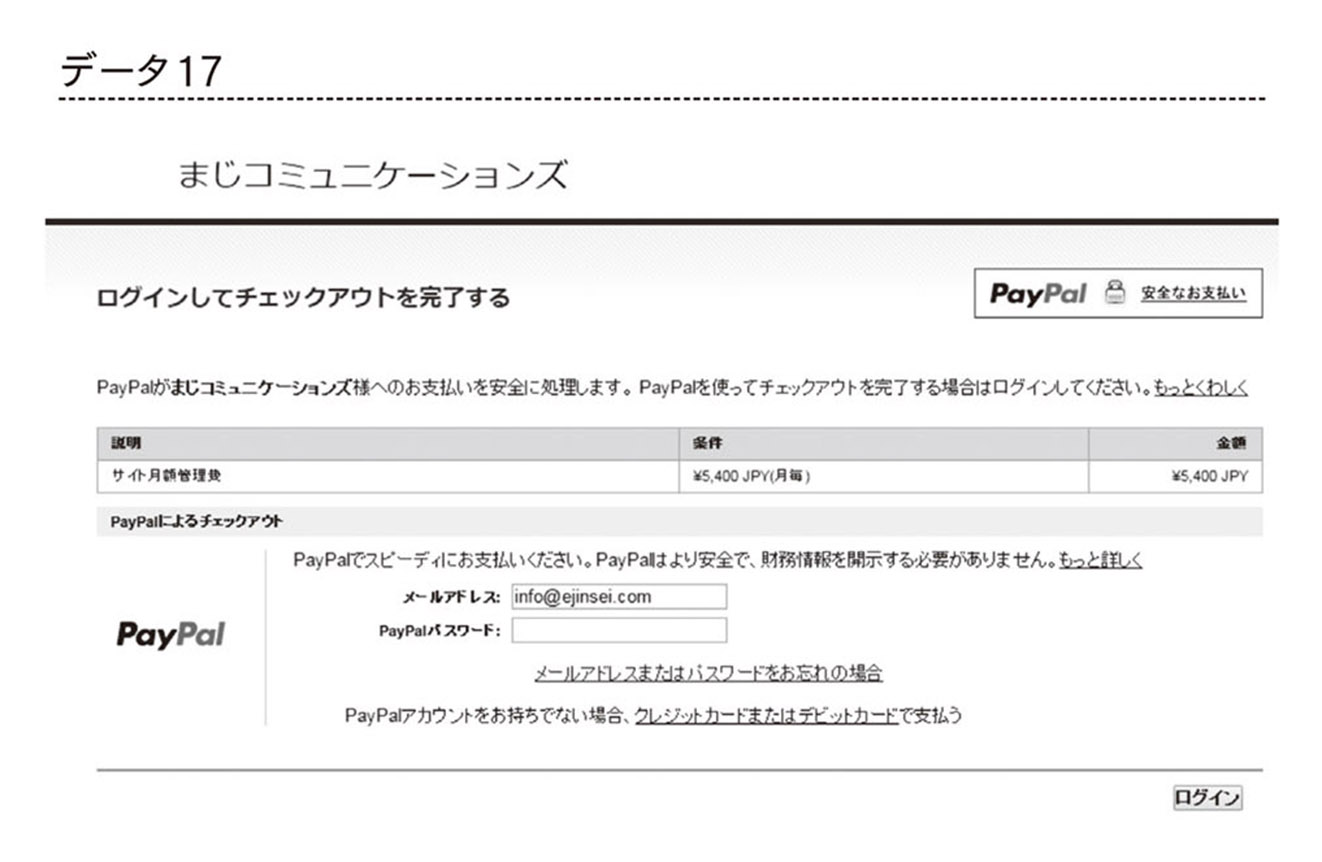 データ17
まじコミュニケーションズ
ログインしてチェックアウトを完了する
PayPal 安全なお支払い
PayPalがまじコミュニケーションズ様へのお支払いを安全に処理します。PayPalを使ってチェックアウトを完了する場合はログインしてください。もっとくわしく
説明 条件 金額
サイト月額管理費 ¥5,400 JPY(月毎) ¥5,400 JPY
PayPalによるチェックアウト
PayPalでスピーディにお支払いください。PayPalはより安全で、財務情報を開示する必要がありません。もっと詳しく
メールアドレス: info@ejinsei.com
PayPal
PayPalパスワード:
メールアドレスまたはパスワードをお忘れの場合
PayPalアカウントをお持ちでない場合、クレジットカードまたはデビットカードで支払う
ログイン